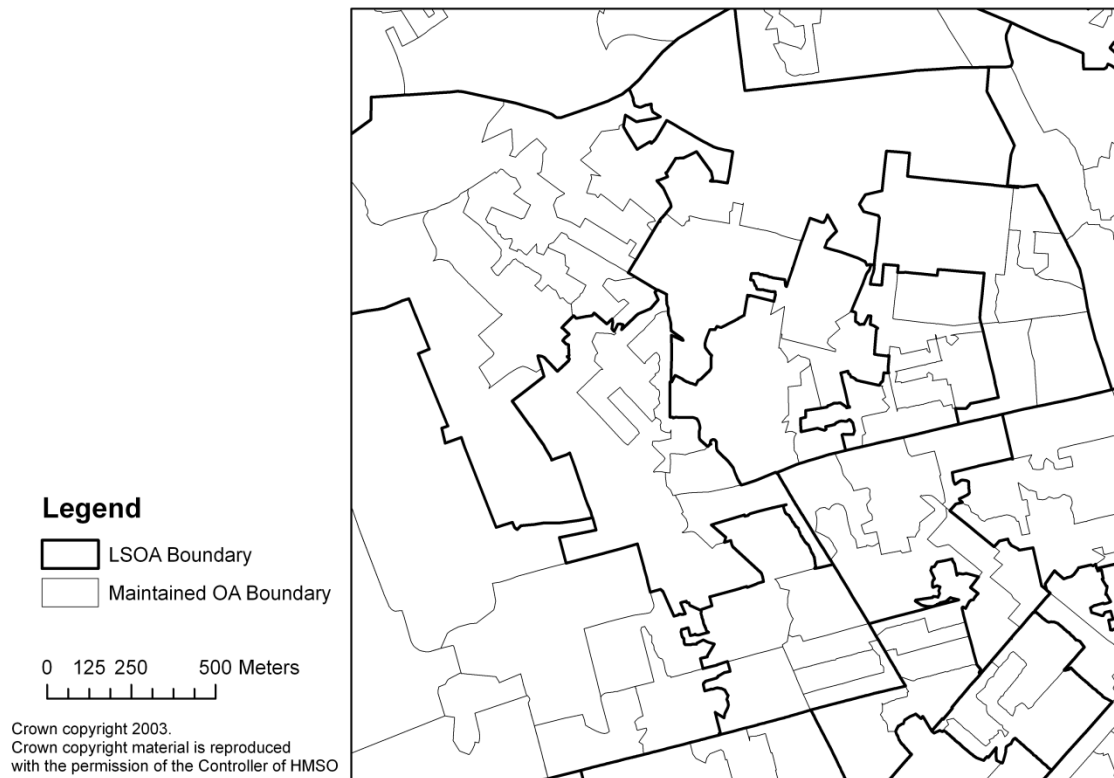 Legend
LSOA Boundary
Maintained OA Boundary
0 125 250 500 Meters
Crown copyright 2003.
Crown copyright material is reproduced
with the permission of the Controller of HMSO